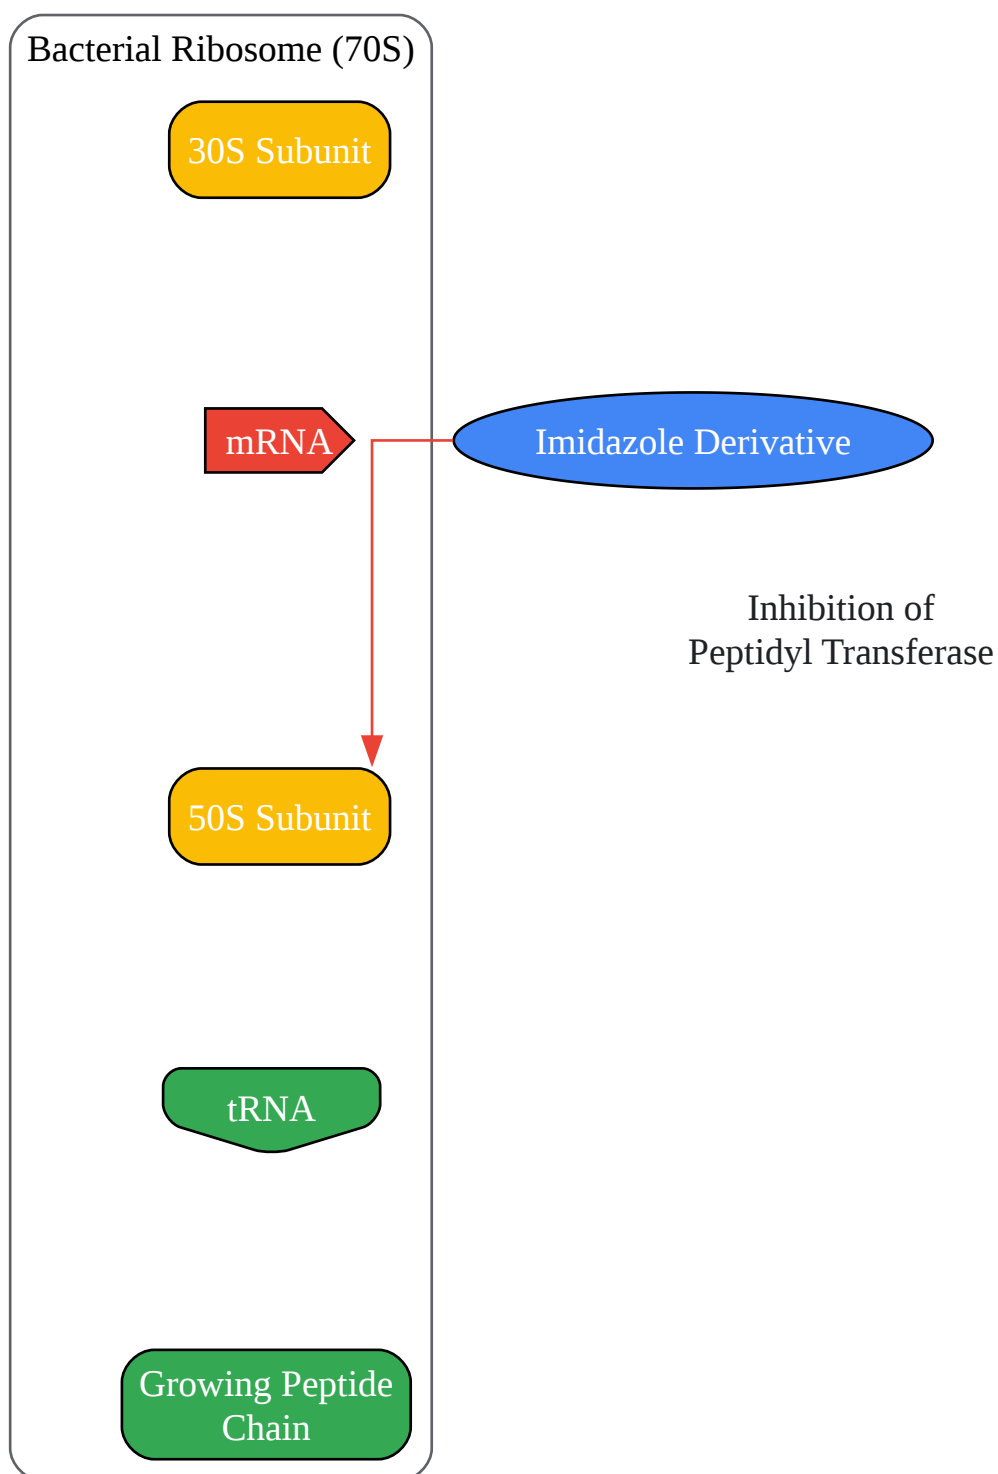 Bacterial Ribosome (70S)
30S Subunit
mRNA
Imidazole Derivative
Inhibition of
Peptidyl Transferase
50S Subunit
tRNA
Growing Peptide
Chain